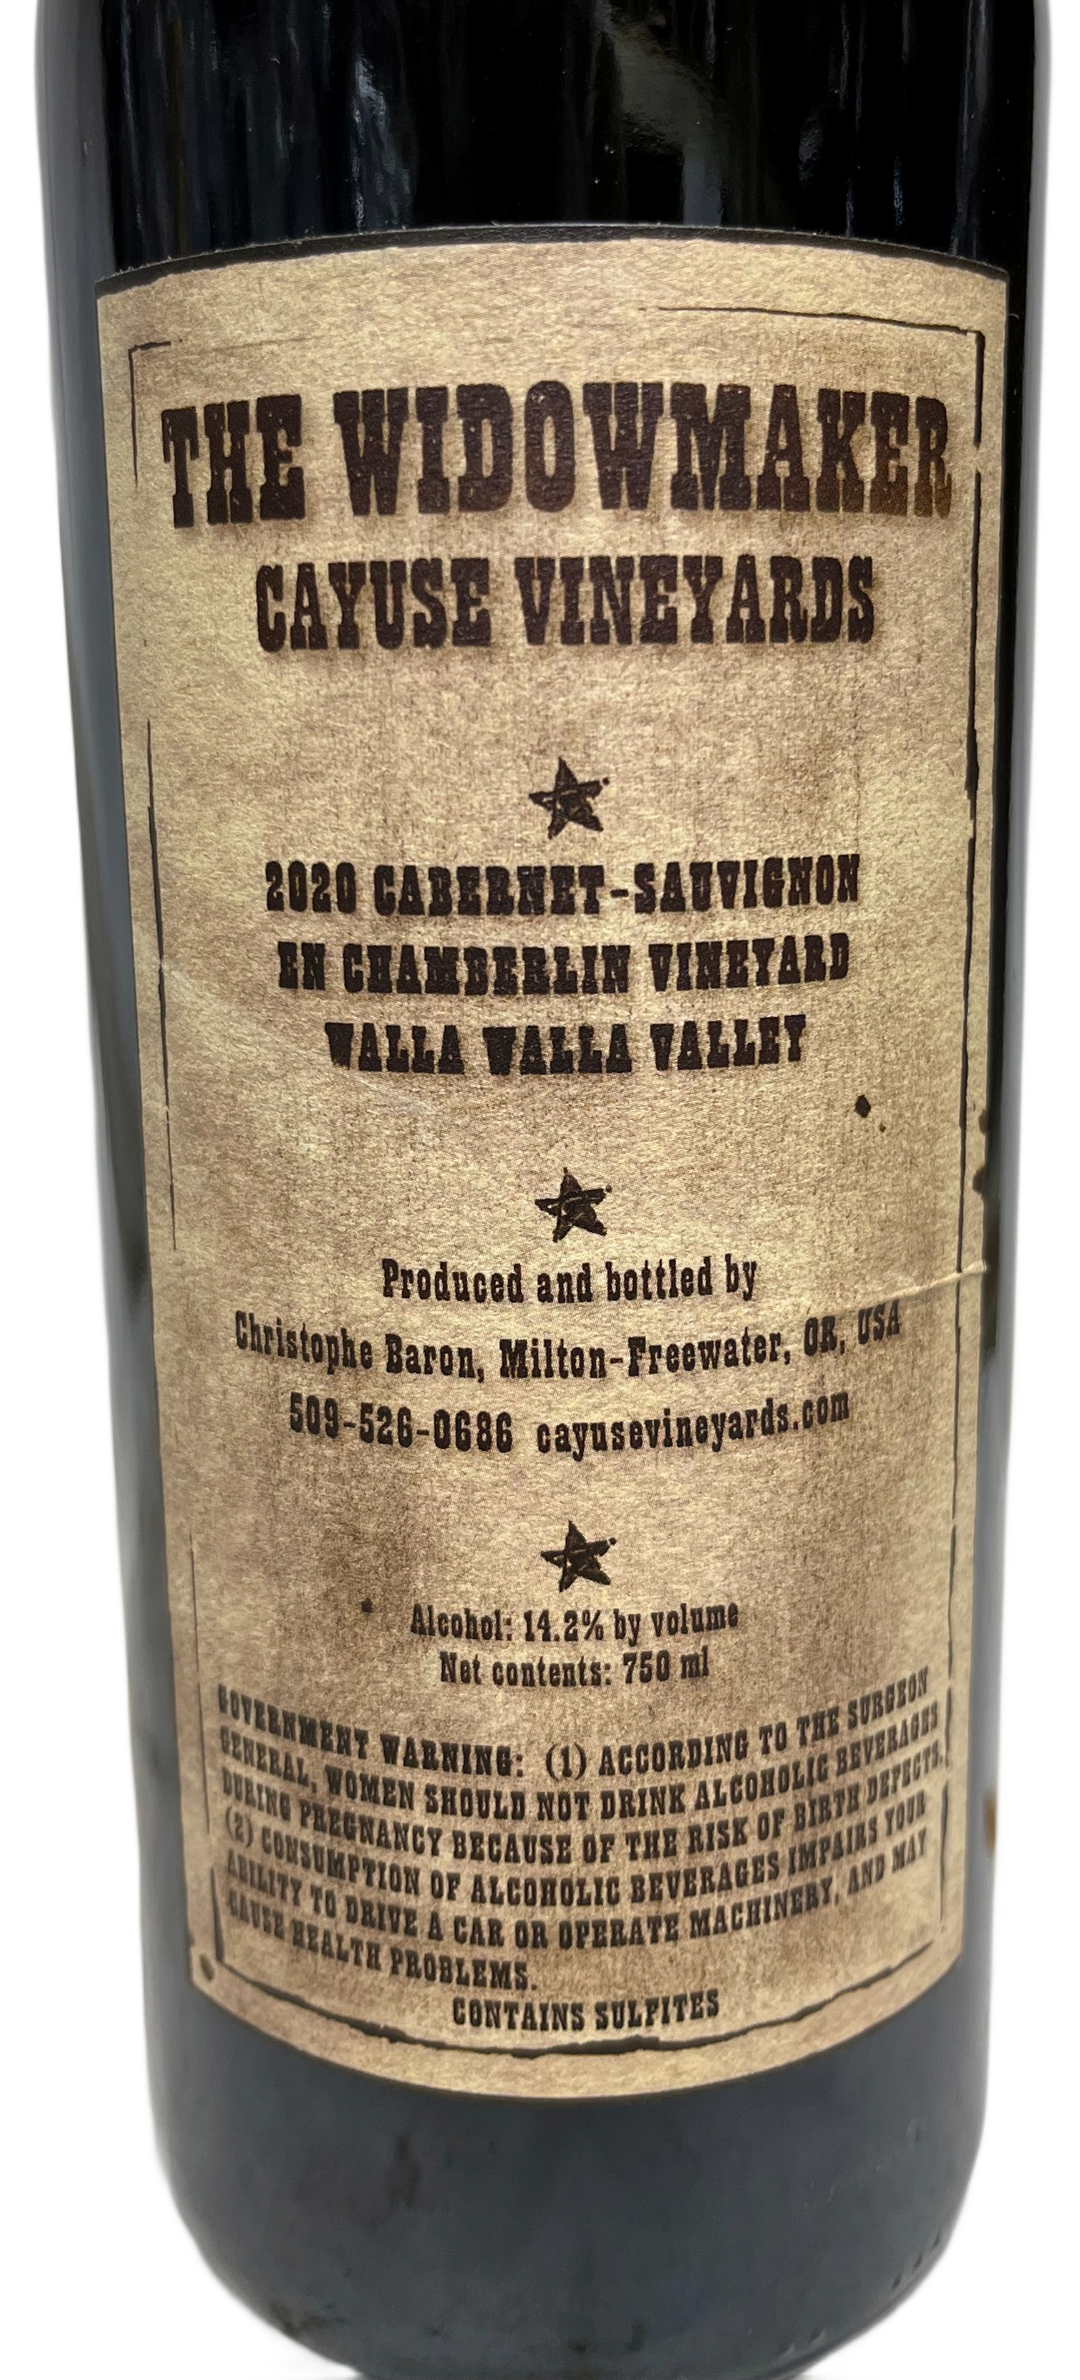 THE WIDOWMAKER
CAYUSE VINEYARDS
2020 CABERNET-SAUVIGNON
EN CHAMBERLIN VINEYARD
WALLA WALLA VALLEY
Produced and bottled by
Christophe Baron, Milton-Freewater, OR, USA
509-526-0686 cayusevineyards.com
Alcohol: 14.2% by volume
Net contents: 750 ml
GOVERNMENT WARNING: (1) ACCORDING TO THE SURGEON
GENERAL, WOMEN SHOULD NOT DRINK ALCOHOLIC BEVERAGES
DURING PREGNANCY BECAUSE OF THE RISK OF BIRTH DEFECTS.
(2) CONSUMPTION OF ALCOHOLIC BEVERAGES IMPAIRS YOUR
ABILITY TO DRIVE A CAR OR OPERATE MACHINERY, AND MAY
CAUSE HEALTH PROBLEMS.
CONTAINS SULFITES